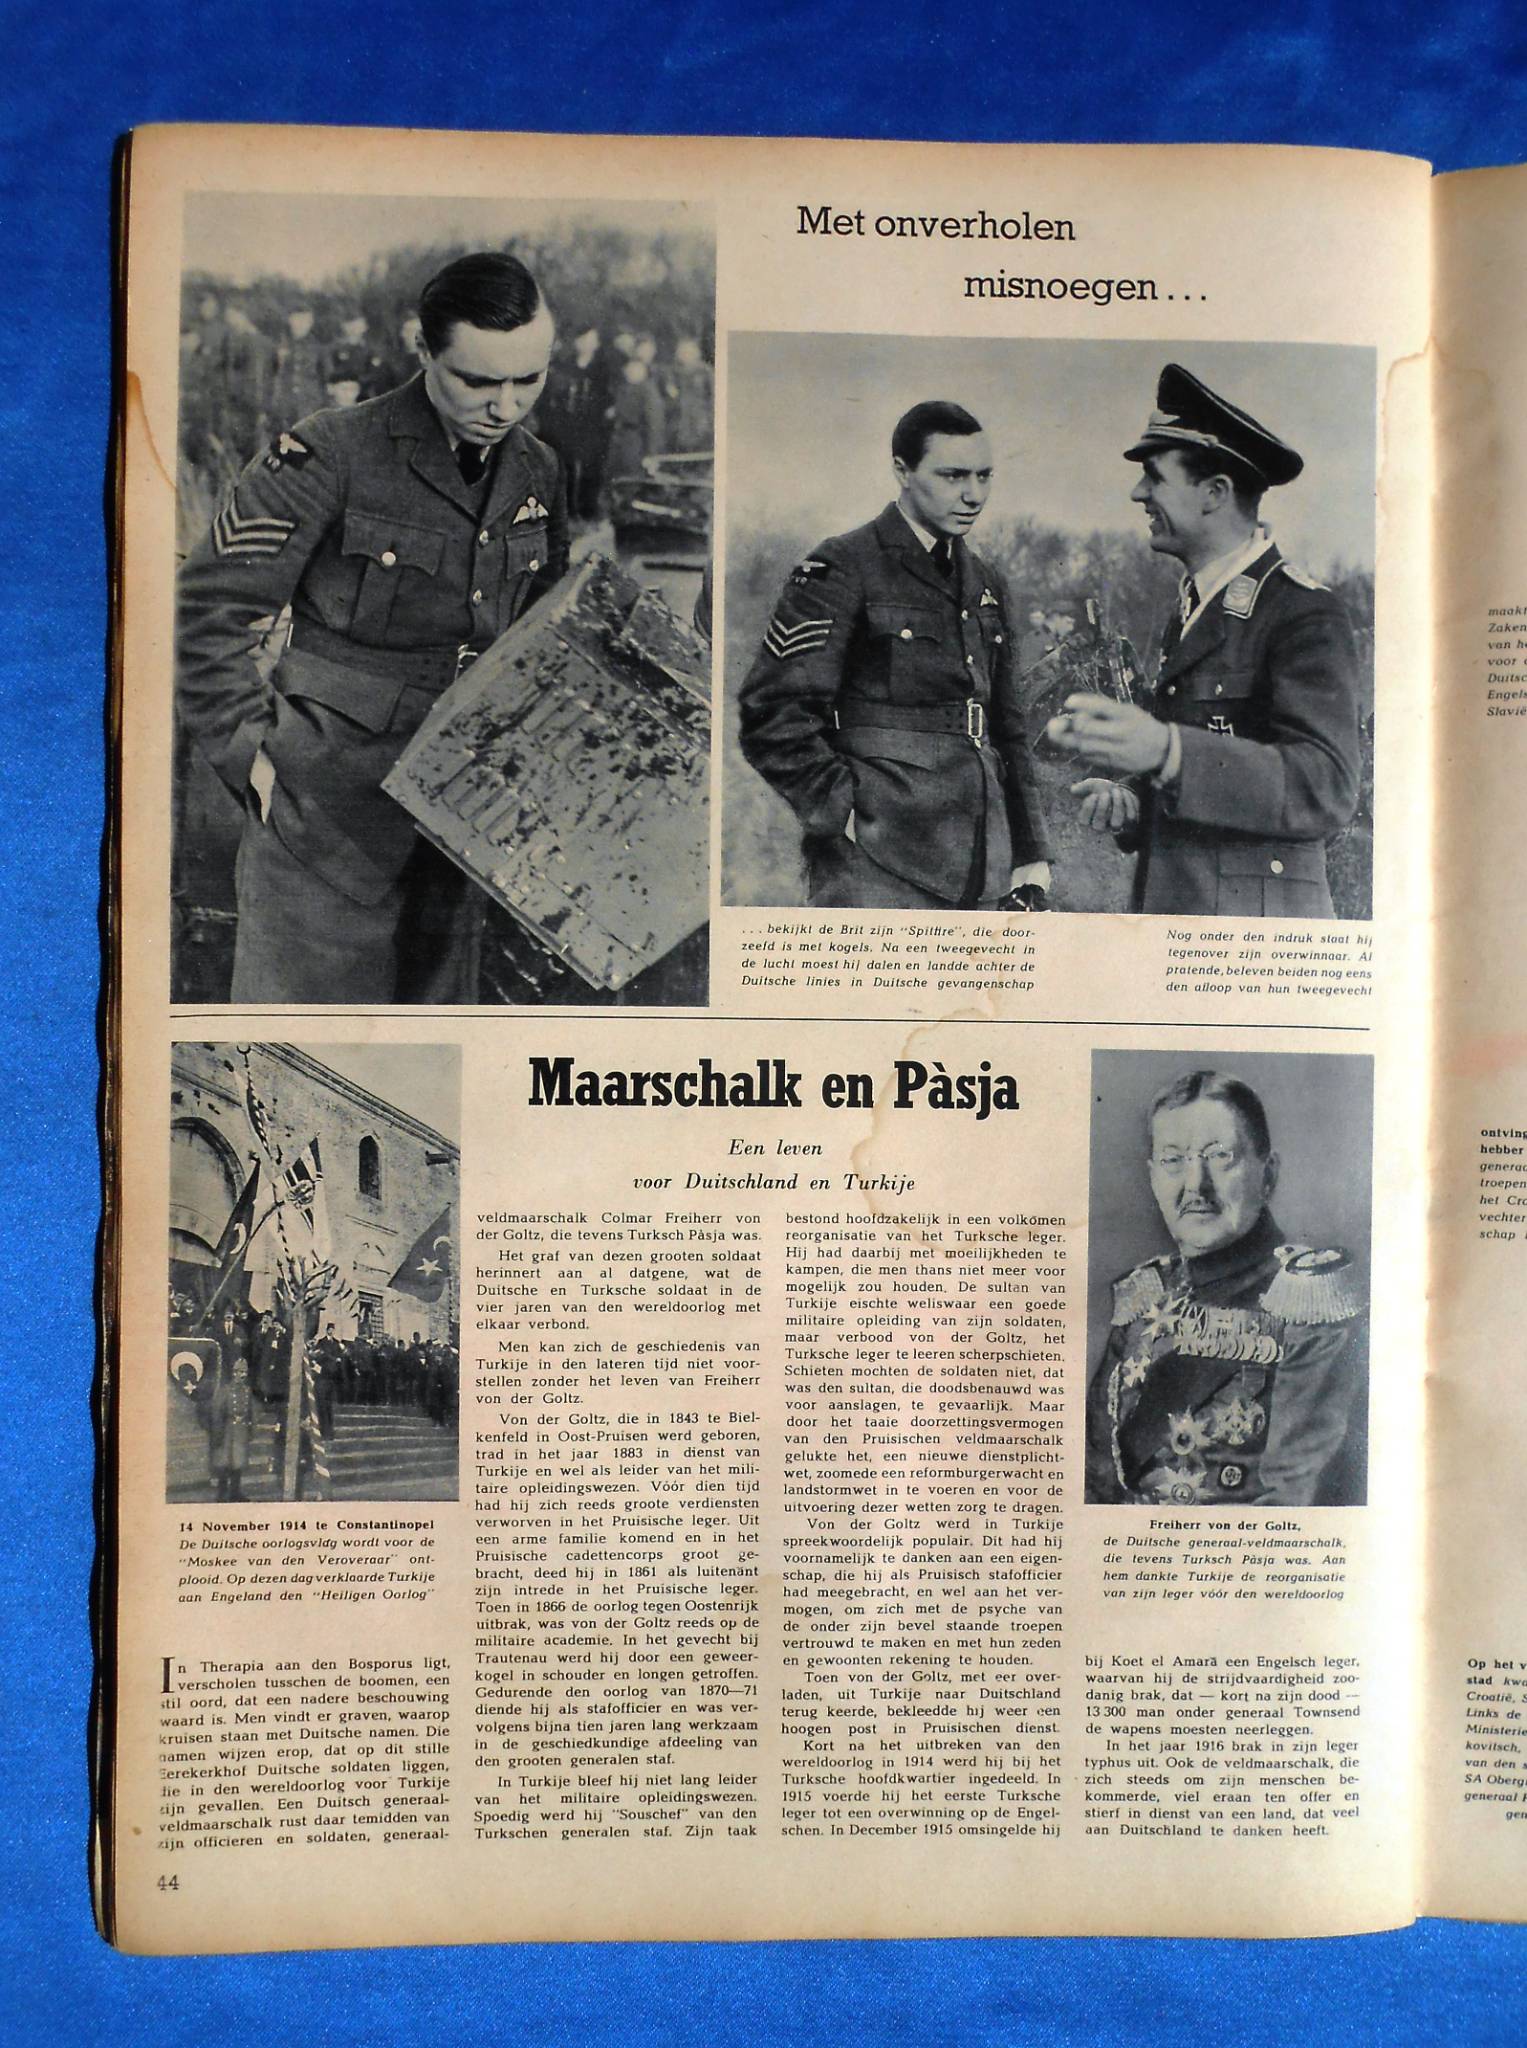 Met onverholen
misnoegen...
... bekijkt de Brit zijn "Spitfire", die door-
zeefd is met kogels. Na een tweegevecht in
de lucht moest hij dalen en landde achter de
Duitsche linies in Duitsche gevangenschap
Nog onder den indruk staat hij
tegenover zijn overwinnaar. Al
pratende, beleven beiden nog eens
den afloop van hun tweegevecht
Maarschalk en Pàsja
Een leven
voor Duitschland en Turkije
14 November 1914 te Constantinopel
De Duitsche oorlogsvldg wordt voor de
"Moskee van den Veroveraar" ont-
plooid. Op dezen dag verklaarde Turkije
aan Engeland den "Heiligen Oorlog"
In Therapia aan den Bosporus ligt,
verscholen tusschen de boomen, een
stil oord, dat een nadere beschouwing
waard is. Men vindt er graven, waarop
kruisen staan met Duitsche namen. Die
namen wijzen erop, dat op dit stille
Eerekerkhof Duitsche soldaten liggen,
die in den wereldoorlog voor Turkije
zijn gevallen. Een Duitsch generaal-
veldmaarschalk rust daar temidden van
zijn officieren en soldaten, generaal-
veldmaarschalk Colmar Freiherr von
der Goltz, die tevens Turksch Pàsja was.
Het graf van dezen grooten soldaat
herinnert aan al datgene, wat de
Duitsche en Turksche soldaat in de
vier jaren van den wereldoorlog met
elkaar verbond.
Men kan zich de geschiedenis van
Turkije in den lateren tijd niet voor-
stellen zonder het leven van Freiherr
von der Goltz.
Von der Goltz, die in 1843 te Biel-
kenfeld in Oost-Pruisen werd geboren,
trad in het jaar 1883 in dienst van
Turkije en wel als leider van het mili-
taire opleidingswezen. Vóór dien tijd
had hij zich reeds groote verdiensten
verworven in het Pruisische leger. Uit
een arme familie komend en in het
Pruisische cadettencorps groot ge-
bracht, deed hij in 1861 als luitenant
zijn intrede in het Pruisische leger.
Toen in 1866 de oorlog tegen Oostenrijk
uitbrak, was von der Goltz reeds op de
militaire academie. In het gevecht bij
Trautenau werd hij door een geweer-
kogel in schouder en longen getroffen.
Gedurende den oorlog van 1870—71
diende hij als stafofficier en was ver-
volgens bijna tien jaren lang werkzaam
in de geschiedkundige afdeeling van
den grooten generalen staf.
In Turkije bleef hij niet lang leider
van het militaire opleidingswezen.
Spoedig werd hij "Souschef" van den
Turkschen generalen staf. Zijn taak
bestond hoofdzakelijk in een volkomen
reorganisatie van het Turksche leger.
Hij had daarbij met moeilijkheden te
kampen, die men thans niet meer voor
mogelijk zou houden. De sultan van
Turkije eischte weliswaar een goede
militaire opleiding van zijn soldaten,
maar verbood von der Goltz, het
Turksche leger te leeren scherpschieten.
Schieten mochten de soldaten niet, dat
was den sultan, die doodsbenauwd was
voor aanslagen, te gevaarlijk. Maar
door het taaie doorzettingsvermogen
van den Pruisischen veldmaarschalk
gelukte het, een nieuwe dienstplicht-
wet, zoomede een reformburgerwacht en
landstormwet in te voeren en voor de
uitvoering dezer wetten zorg te dragen.
Von der Goltz werd in Turkije
spreekwoordelijk populair. Dit had hij
voornamelijk te danken aan een eigen-
schap, die hij als Pruisisch stafofficier
had meegebracht, en wel aan het ver-
mogen, om zich met de psyche van
de onder zijn bevel staande troepen
vertrouwd te maken en met hun zeden
en gewoonten rekening te houden.
Toen von der Goltz, met eer over-
laden, uit Turkije naar Duitschland
terug keerde, bekleedde hij weer een
hoogen post in Pruisischen dienst.
Kort na het uitbreken van den
wereldoorlog in 1914 werd hij bij het
Turksche hoofdkwartier ingedeeld. In
1915 voerde hij het eerste Turksche
leger tot een overwinning op de Engel-
schen. In December 1915 omsingelde hij
Freiherr von der Goltz,
de Duitsche generaal-veldmaarschalk,
die tevens Turksch Pàsja was. Aan
hem dankte Turkije de reorganisatie
van zijn leger vóór den wereldoorlog
bij Koet el Amarä een Engelsch leger,
waarvan hij de strijdvaardigheid zoo-
danig brak, dat — kort na zijn dood —
13 300 man onder generaal Townsend
de wapens moesten neerleggen.
In het jaar 1916 brak in zijn leger
typhus uit. Ook de veldmaarschalk, die
zich steeds om zijn menschen be-
kommerde, viel eraan ten offer en
stierf in dienst van een land, dat veel
aan Duitschland te danken heeft.
44
maakt
Zaken
van h
voor
Duitsc
Engels
Slavië
ontving
hebber
generac
troepen
het Cro
vechter
schap
Op het v
stad kwa
Croatië, S
Links de
Ministerie
kovitsch,
van den s
SA Oberg
generaal
gen